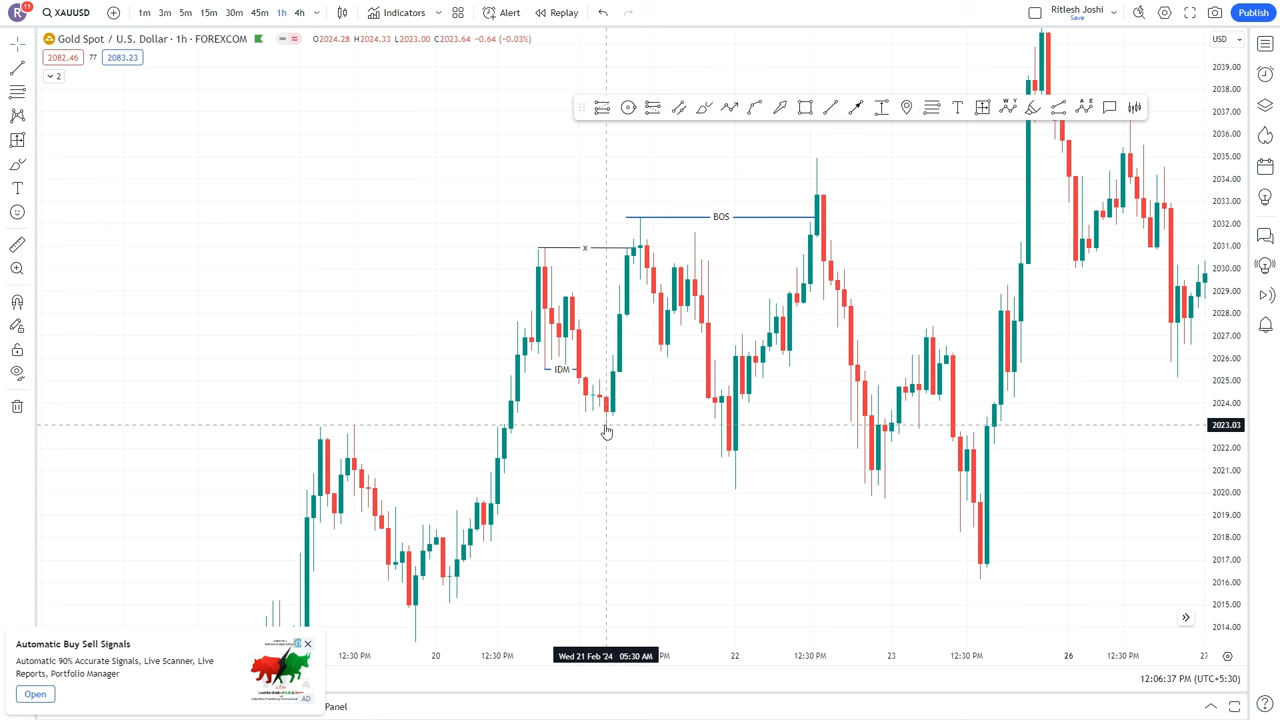 R 11 XAUUSD 1m 3m 5m 15m 30m 45m 1h 4h Indicators Alert Replay Ritlesh Joshi Save Publish
Gold Spot / U.S. Dollar · 1h · FOREXCOM O2024.28 H2024.33 L2023.00 C2023.64 -0.64 (-0.03%)
USD
2082.46 77 2083.23
2
2039.00
2038.00
2037.00
2036.00
2035.00
2034.00
2033.00
2032.00
2031.00
2030.00
2029.00
2028.00
2027.00
2026.00
2025.00
2024.00
2023.03
2022.00
2021.00
2020.00
2019.00
2018.00
2017.00
2016.00
2015.00
2014.00
W Y
A E
BOS
x
IDM
12:30 PM 20 12:30 PM Wed 21 Feb '24 05:30 AM PM 22 12:30 PM 23 12:30 PM 26 12:30 PM 27
12:06:37 PM (UTC+5:30)
Panel
Automatic Buy Sell Signals
Automatic 90% Accurate Signals, Live Scanner, Live
Reports, Portfolio Manager
Open
AD